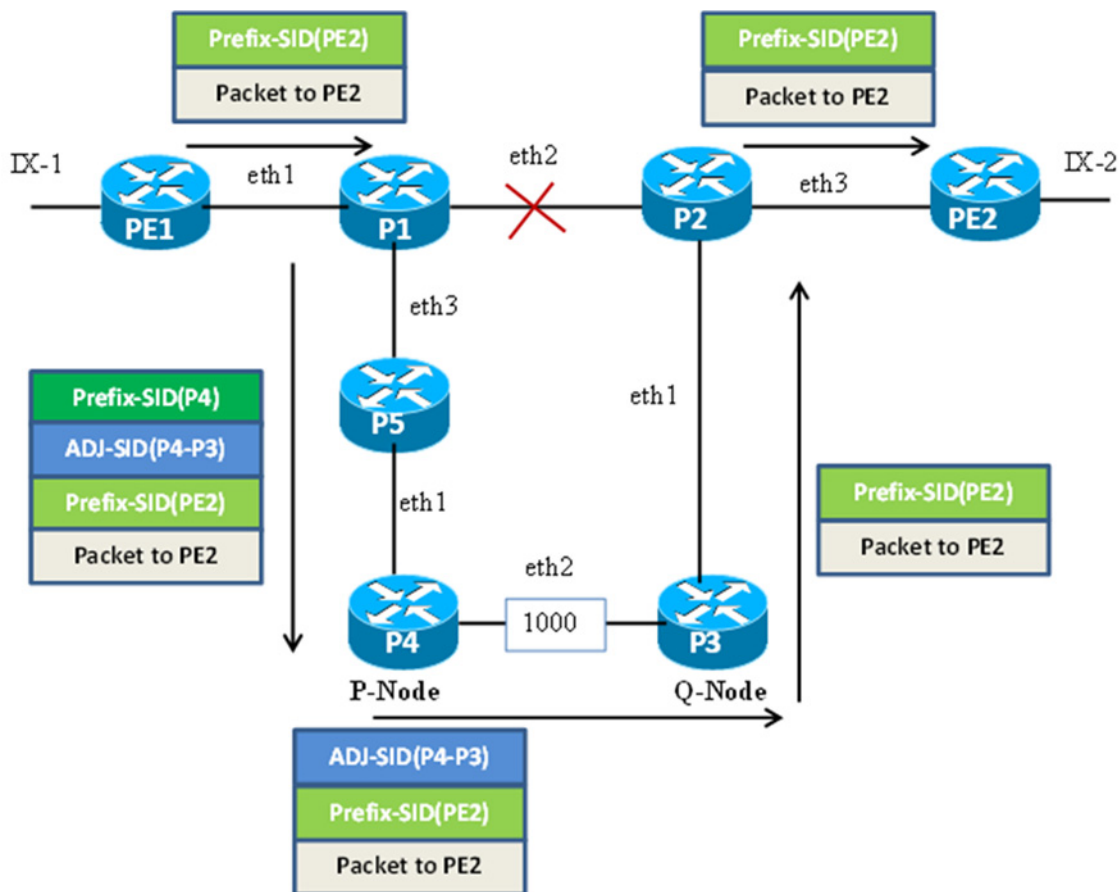 Prefix-SID(PE2)
Packet to PE2
Prefix-SID(PE2)
Packet to PE2
IX-1
eth1
eth2
eth3
IX-2
PE1
P1
P2
PE2
eth3
Prefix-SID(P4)
ADJ-SID(P4-P3)
Prefix-SID(PE2)
Packet to PE2
P5
eth1
eth1
Prefix-SID(PE2)
Packet to PE2
eth2
1000
P4
P3
P-Node
Q-Node
ADJ-SID(P4-P3)
Prefix-SID(PE2)
Packet to PE2